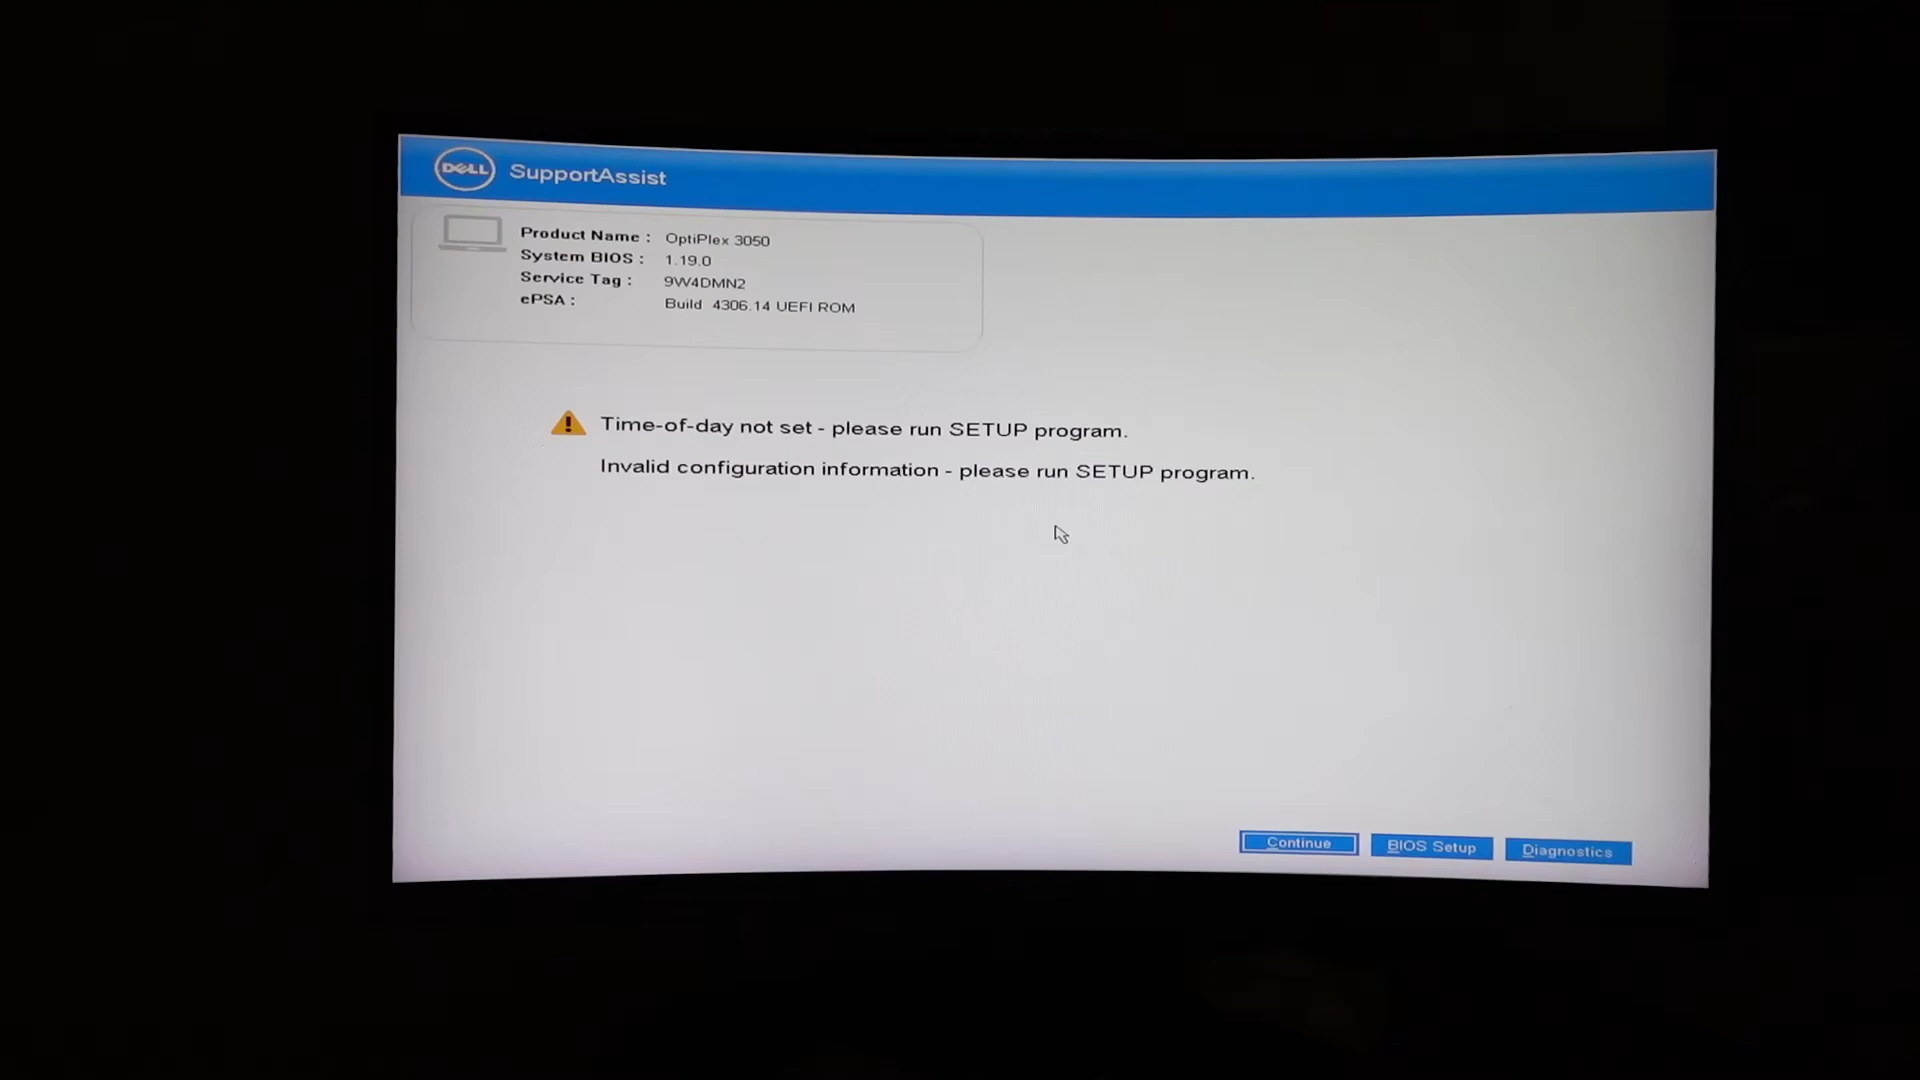 DELL SupportAssist
Product Name : OptiPlex 3050
System BIOS : 1.19.0
Service Tag : 9W4DMN2
ePSA : Build 4306.14 UEFI ROM
Time-of-day not set - please run SETUP program.
Invalid configuration information - please run SETUP program.
Continue BIOS Setup Diagnostics